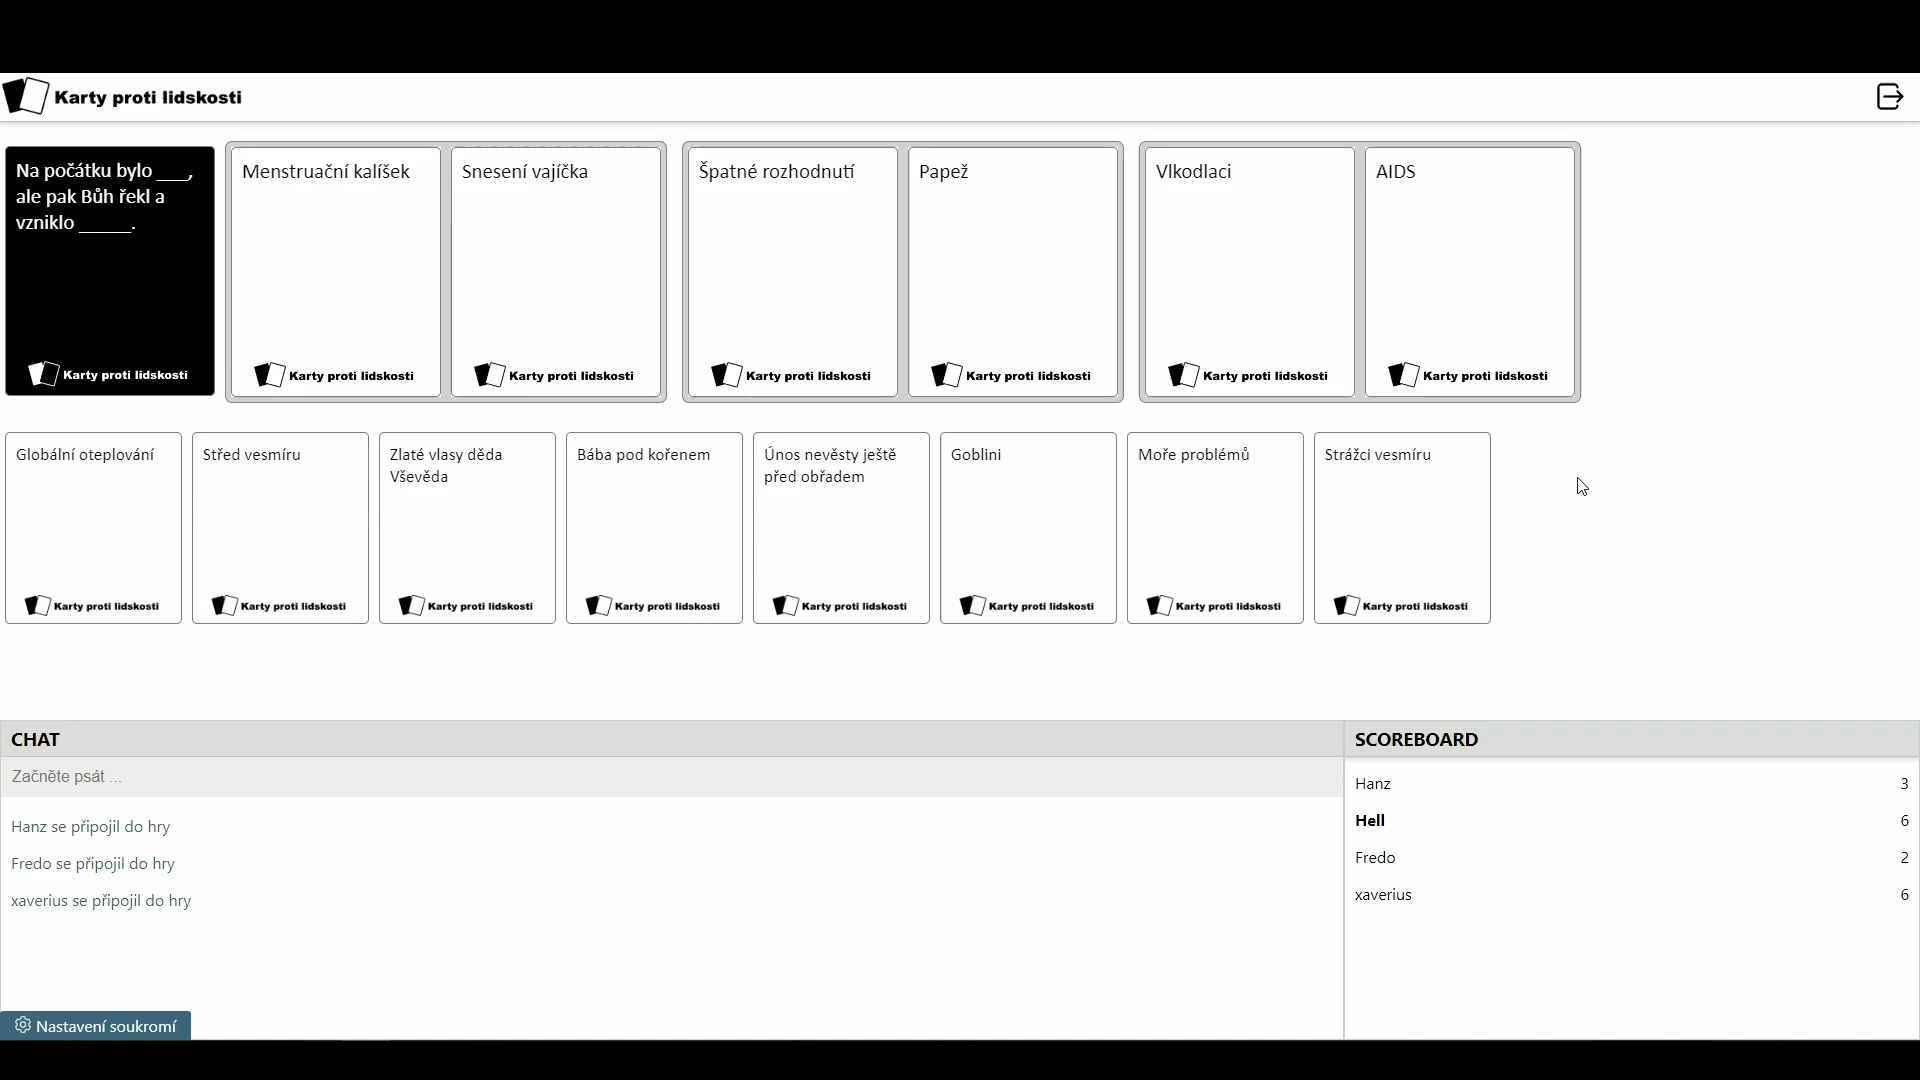 Karty proti lidskosti
Na počátku bylo ___,
ale pak Bůh řekl a
vzniklo _____.
Karty proti lidskosti
Menstruační kalíšek
Karty proti lidskosti
Snesení vajíčka
Karty proti lidskosti
Špatné rozhodnutí
Karty proti lidskosti
Papež
Karty proti lidskosti
Vlkodlaci
Karty proti lidskosti
AIDS
Karty proti lidskosti
Globální oteplování
Karty proti lidskosti
Střed vesmíru
Karty proti lidskosti
Zlaté vlasy děda
Vševěda
Karty proti lidskosti
Bába pod kořenem
Karty proti lidskosti
Únos nevěsty ještě
před obřadem
Karty proti lidskosti
Goblini
Karty proti lidskosti
Moře problémů
Karty proti lidskosti
Strážci vesmíru
Karty proti lidskosti
CHAT
Začněte psát ...
Hanz se připojil do hry
Fredo se připojil do hry
xaverius se připojil do hry
Nastavení soukromí
SCOREBOARD
Hanz 3
Hell 6
Fredo 2
xaverius 6